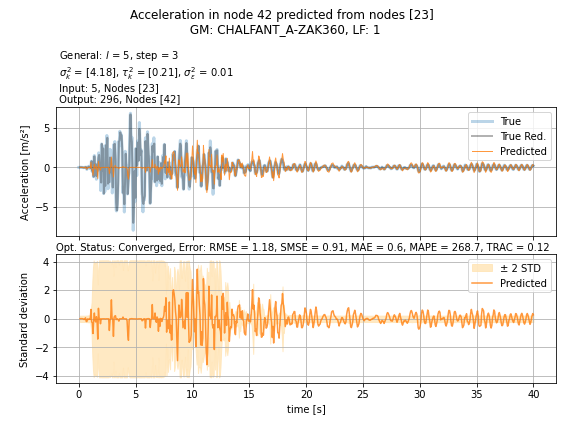 Acceleration in node 42 predicted from nodes [23]
GM: CHALFANT_A-ZAK360, LF: 1
General: l = 5, step = 3
σ²ₖ = [4.18], τ²ₖ = [0.21], σ²ε = 0.01
Input: 5, Nodes [23]
Output: 296, Nodes [42]
Acceleration [m/s²]
5
0
−5
True
True Red.
Predicted
Opt. Status: Converged, Error: RMSE = 1.18, SMSE = 0.91, MAE = 0.6, MAPE = 268.7, TRAC = 0.12
Standard deviation
4
2
0
−2
−4
± 2 STD
Predicted
0 5 10 15 20 25 30 35 40
time [s]